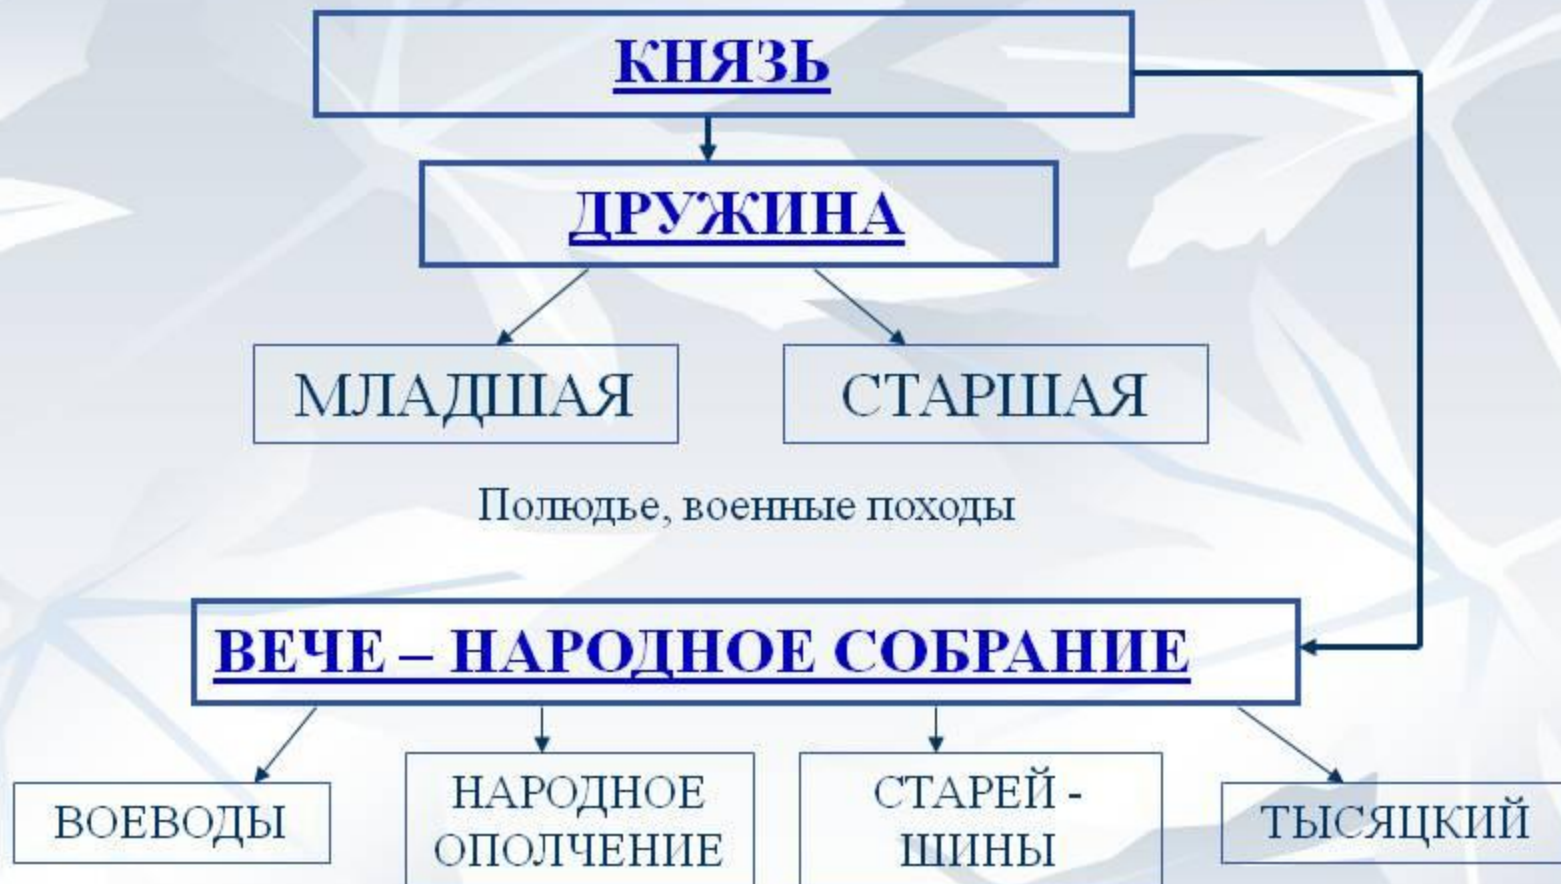 КНЯЗЬ
ДРУЖИНА
МЛАДШАЯ
СТАРШАЯ
Полюдье, военные походы
ВЕЧЕ – НАРОДНОЕ СОБРАНИЕ
ВОЕВОДЫ
НАРОДНОЕ
ОПОЛЧЕНИЕ
СТАРЕЙ -
ШИНЫ
ТЫСЯЦКИЙ